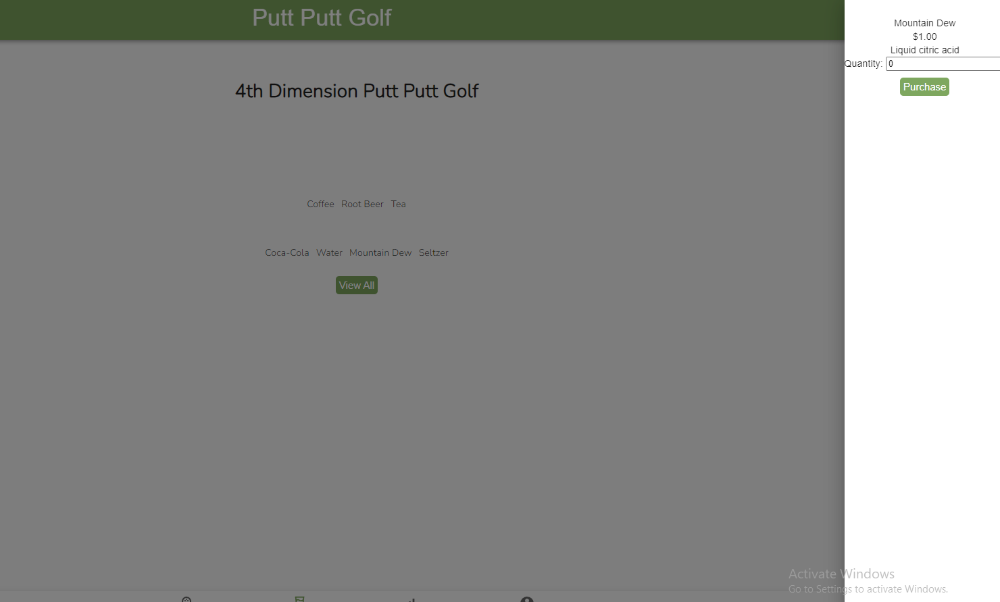 Putt Putt Golf
4th Dimension Putt Putt Golf
Coffee Root Beer Tea
Coca-Cola Water Mountain Dew Seltzer
View All
Mountain Dew
$1.00
Liquid citric acid
Quantity: 0
Purchase
Activate Windows
Go to Settings to activate Windows.